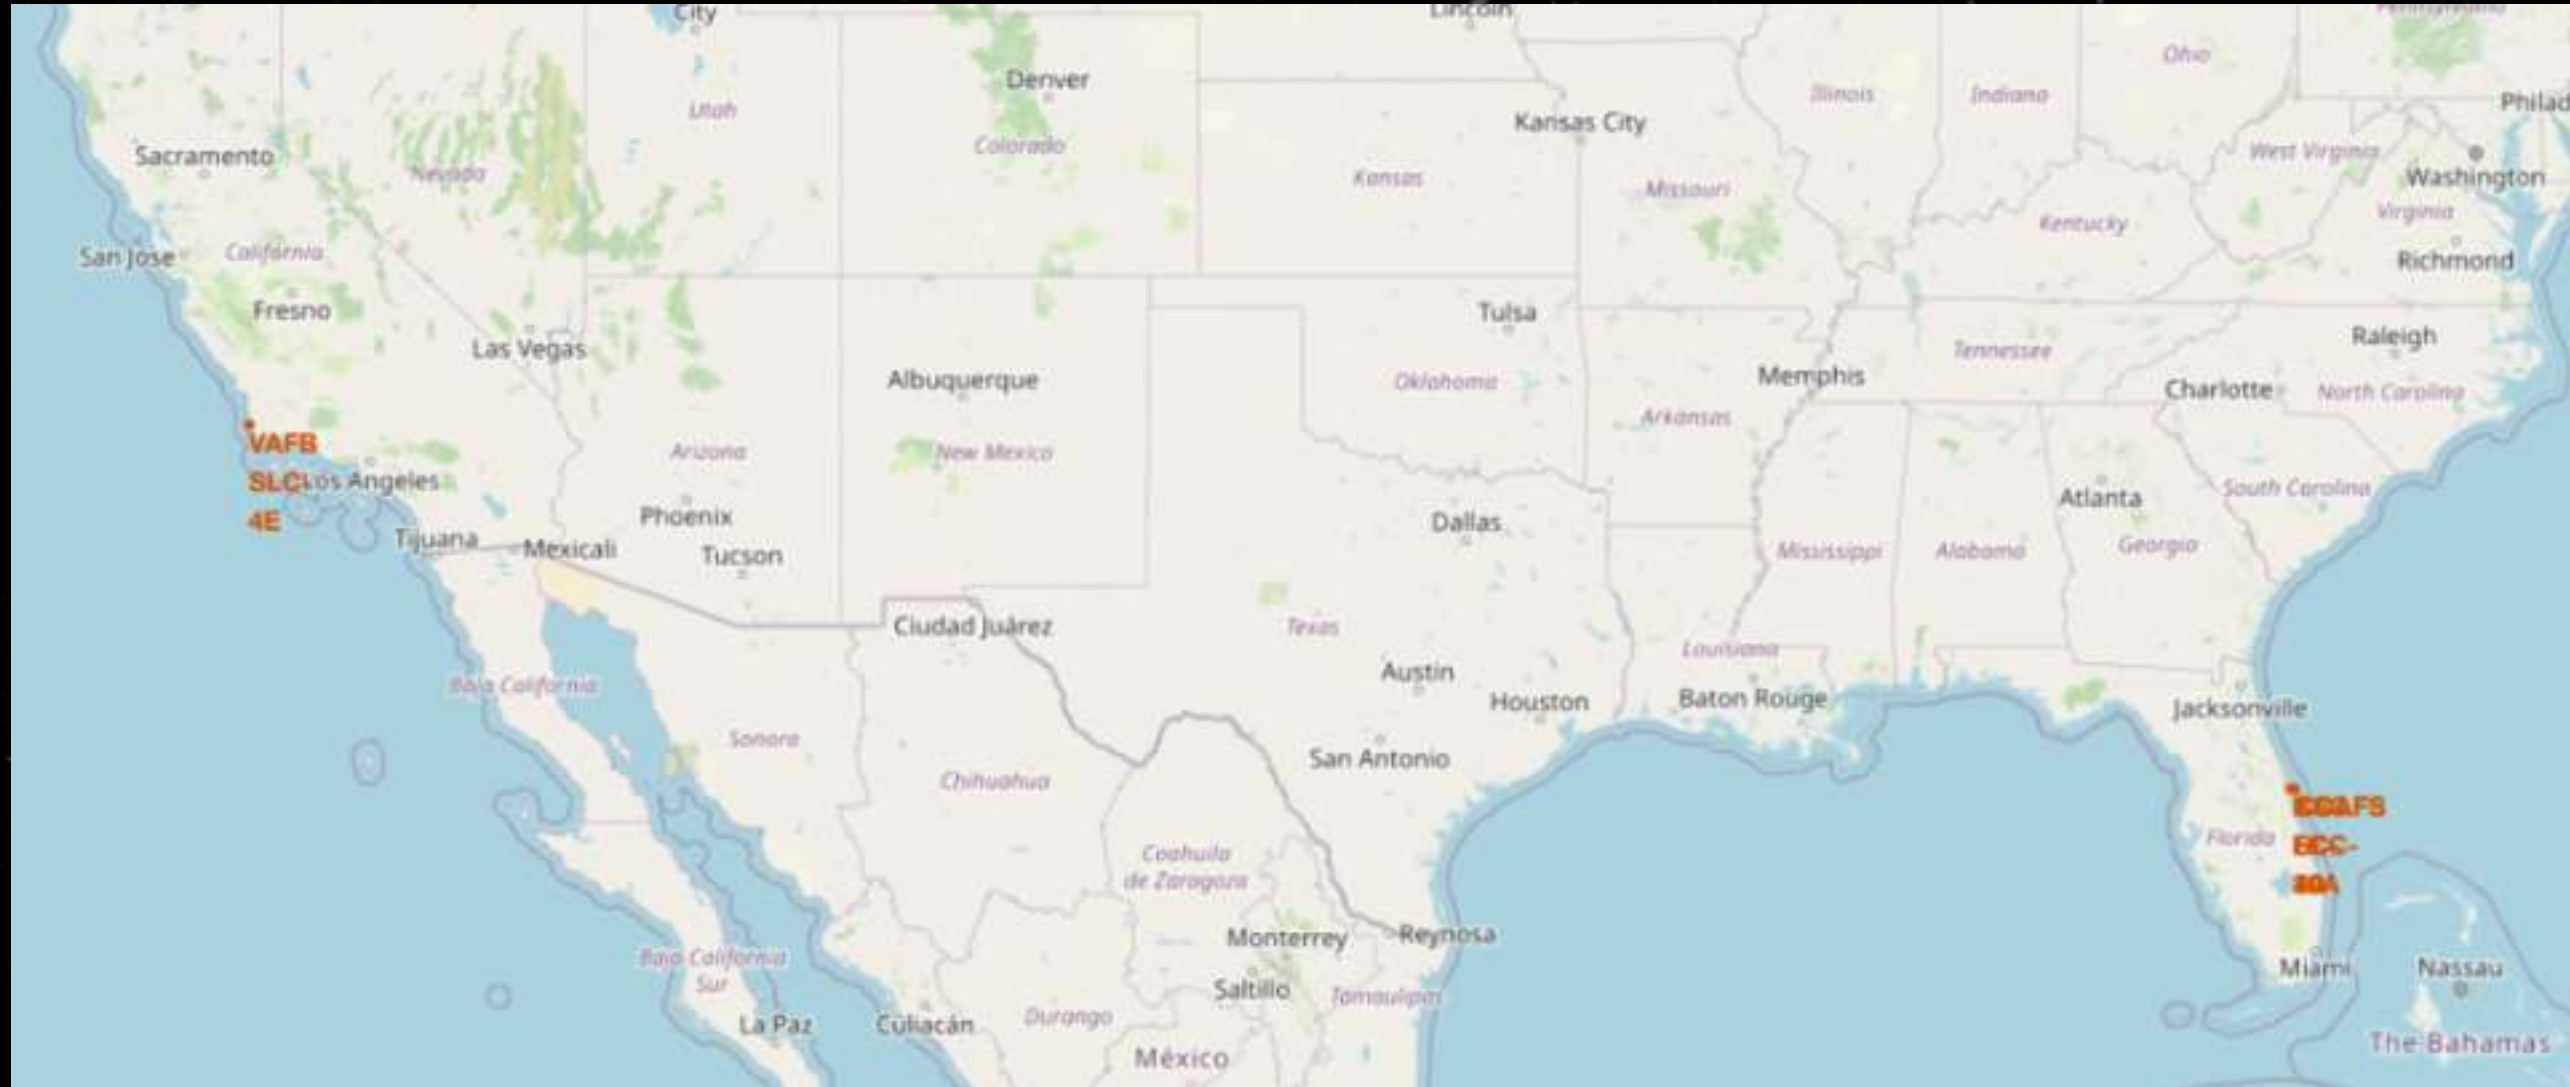 City
Lincoln
Pennsylvania
Ohio
Denver
Utah
Illinois
Indiana
Philad
Kansas City
Colorado
Sacramento
Nevada
Kansas
Missouri
West Virginia
Washington
Virginia
Kentucky
San Jose
California
Richmond
Fresno
Tulsa
Las Vegas
Raleigh
Tennessee
Albuquerque
Oklahoma
Memphis
Charlotte
North Carolina
Arkansas
VAFB
SLC
4E
Los Angeles
Arizona
New Mexico
South Carolina
Atlanta
Phoenix
Dallas
Tijuana
Mexicali
Tucson
Mississippi
Alabama
Georgia
Ciudad Juárez
Texas
Louisiana
Austin
Baja California
Houston
Baton Rouge
Jacksonville
Sonora
San Antonio
Chihuahua
Florida
Coahuila
de Zaragoza
Monterrey
Reynosa
Baja California
Sur
Miami
Nassau
Saltillo
Tamaulipas
La Paz
Culiacán
Durango
The Bahamas
México